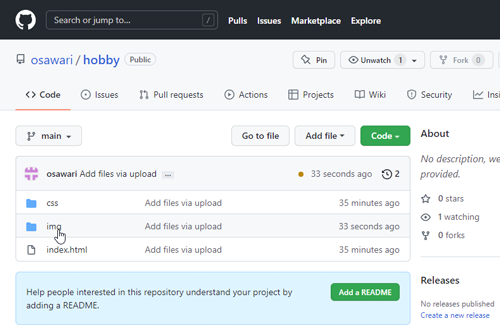 Search or jump to... / Pulls Issues Marketplace Explore
osawari / hobby Public Pin Unwatch 1 Fork 0
Code Issues Pull requests Actions Projects Wiki Security
main Go to file Add file Code About
osawari Add files via upload ... 33 seconds ago 2
No description, we
provided.
css Add files via upload 35 minutes ago
0 stars
img Add files via upload 33 seconds ago
1 watching
0 forks
index.html Add files via upload 35 minutes ago
Help people interested in this repository understand your project by
adding a README.
Add a README
Releases
No releases published
Create a new release